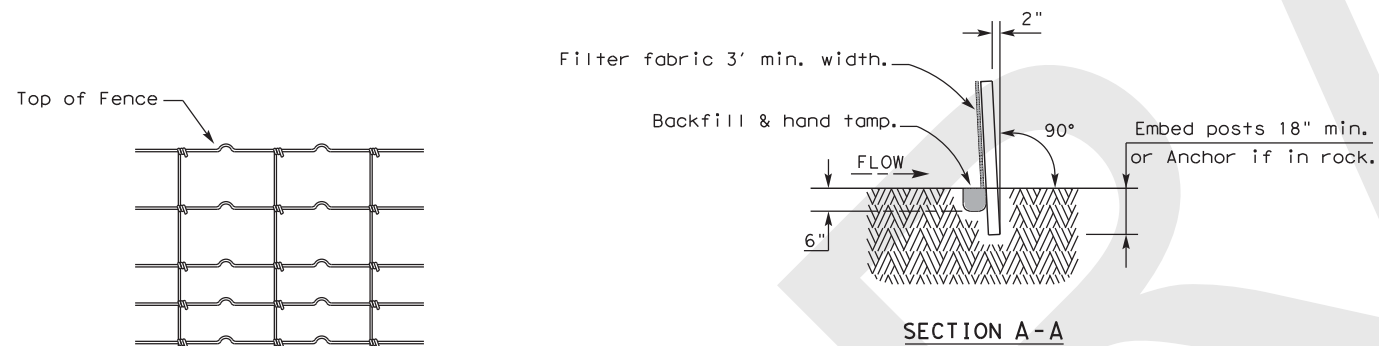 Top of Fence
Filter fabric 3' min. width.
Backfill & hand tamp.
FLOW
6"
2"
90°
Embed posts 18" min.
or Anchor if in rock.
SECTION A-A